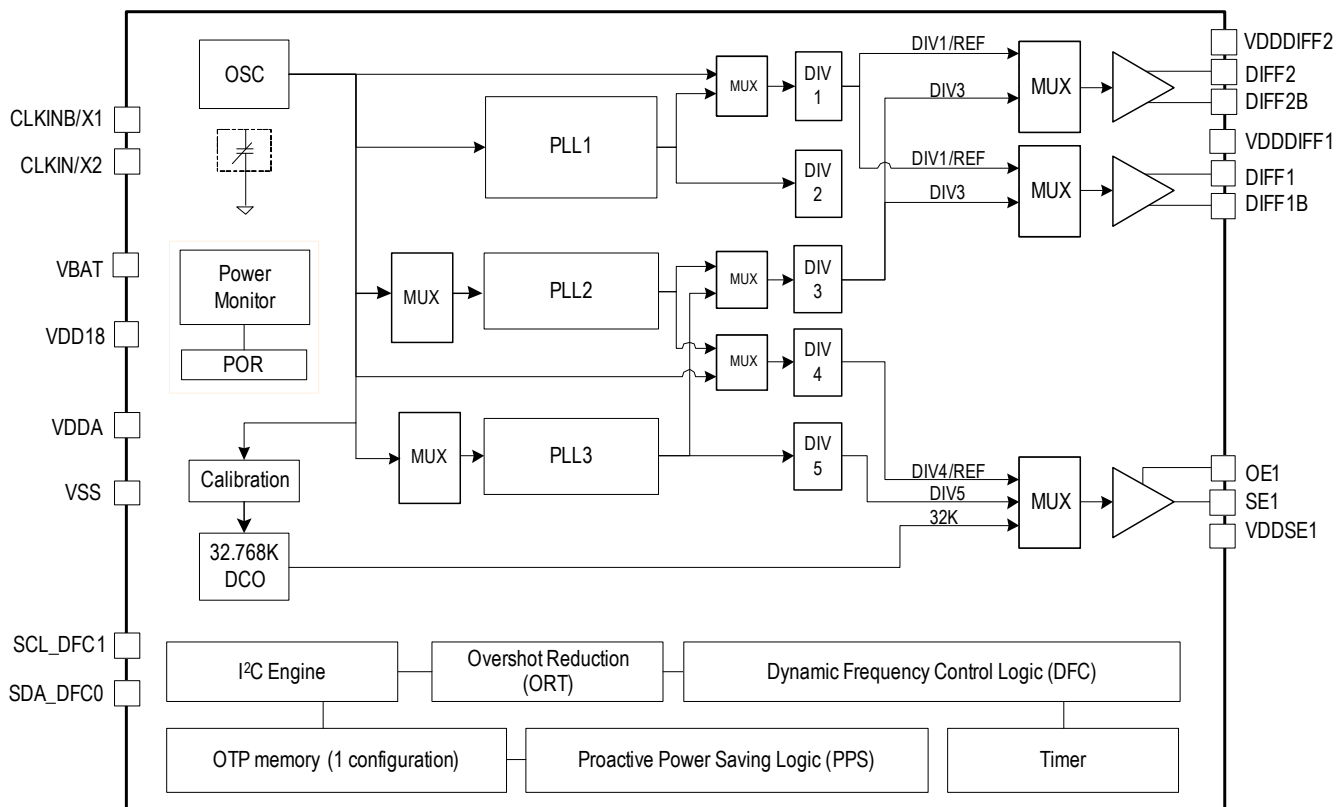 VDDDIFF2
DIV1/REF
OSC
DIV
1
MUX
MUX
DIFF2
DIV3
DIFF2B
CLKINB/X1
PLL1
VDDDIFF1
CLKIN/X2
DIV1/REF
DIFF1
DIV
2
MUX
DIV3
DIFF1B
VBAT
Power
Monitor
MUX
PLL2
MUX
DIV
3
VDD18
POR
MUX
DIV
4
VDDA
MUX
PLL3
DIV
5
Calibration
DIV4/REF
OE1
VSS
DIV5
MUX
SE1
32K
VDDSE1
32.768K
DCO
SCL_DFC1
I²C Engine
Overshot Reduction
(ORT)
Dynamic Frequency Control Logic (DFC)
SDA_DFC0
OTP memory (1 configuration)
Proactive Power Saving Logic (PPS)
Timer